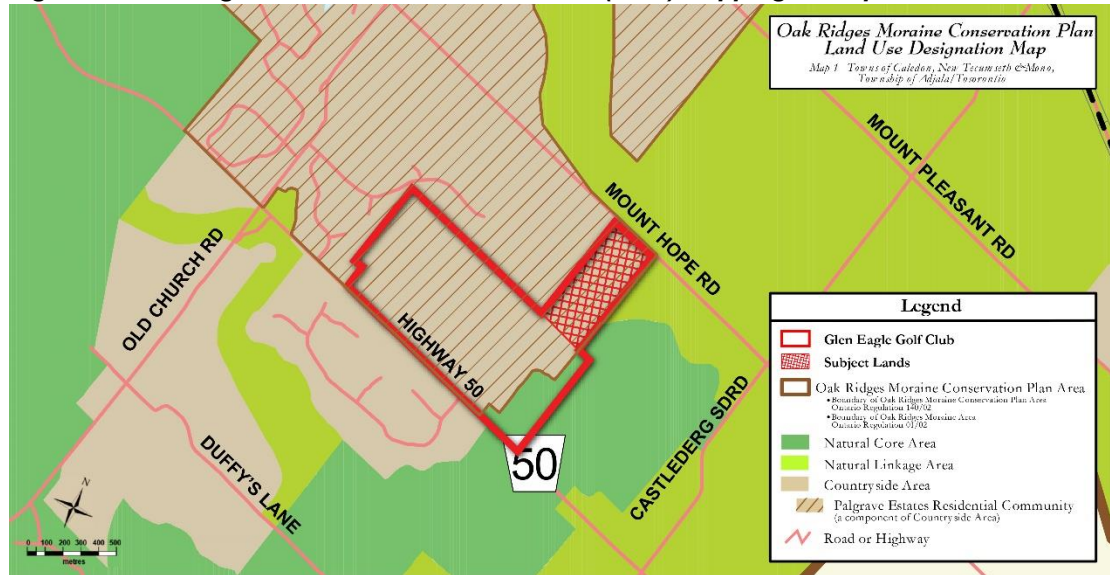 Oak Ridges Moraine Conservation Plan
Land Use Designation Map
Map 1 Towns of Caledon, New Tecumseth & Mono,
Township of Adjala/Tosorontio
MOUNT PLEASANT RD
MOUNT HOPE RD
OLD CHURCH RD
HIGHWAY 50
DUFFY'S LANE
CASTLEDERG SDRD
50
N
0 100 200 300 400 500
metres
Legend
Glen Eagle Golf Club
Subject Lands
Oak Ridges Moraine Conservation Plan Area
•Boundary of Oak Ridges Moraine Conservation Plan Area
Ontario Regulation 140/02
•Boundary of Oak Ridges Moraine Area
Ontario Regulation 01/02
Natural Core Area
Natural Linkage Area
Countryside Area
Palgrave Estates Residential Community
(a component of Countryside Area)
Road or Highway